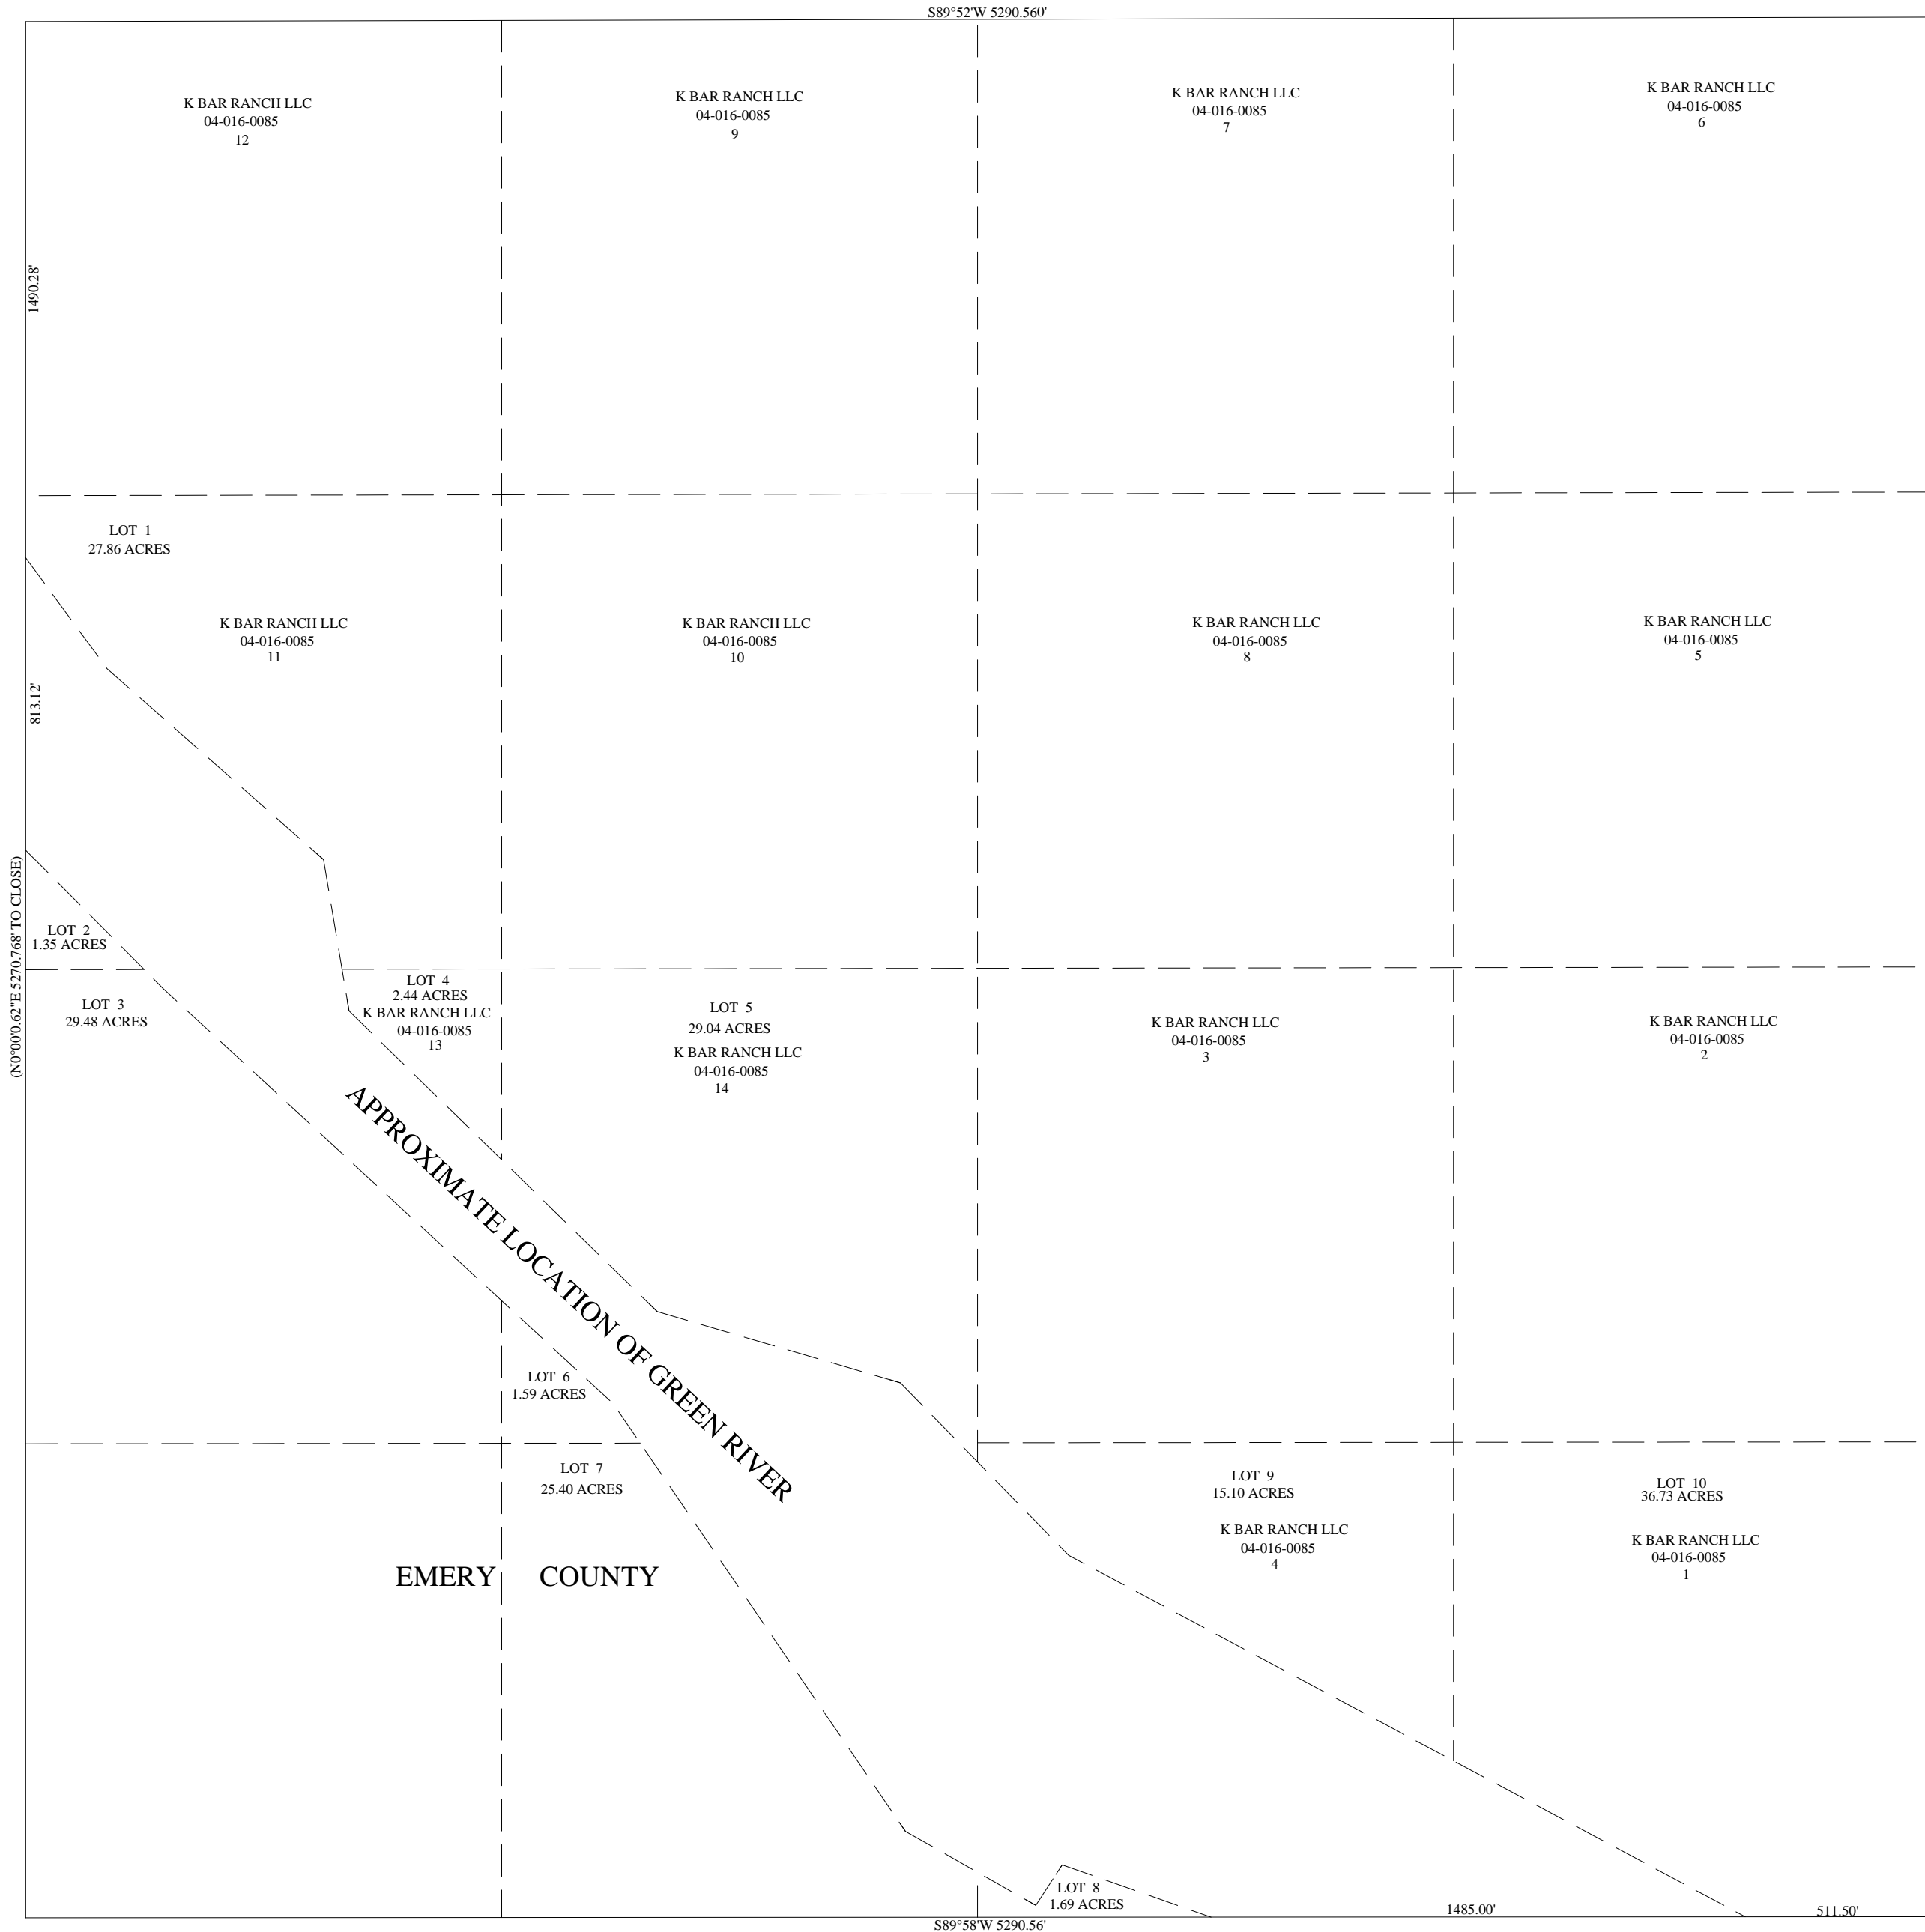 S89°52'W 5290.560'
K BAR RANCH LLC
04-016-0085
12
K BAR RANCH LLC
04-016-0085
9
K BAR RANCH LLC
04-016-0085
7
K BAR RANCH LLC
04-016-0085
6
1490.28'
LOT 1
27.86 ACRES
K BAR RANCH LLC
04-016-0085
11
K BAR RANCH LLC
04-016-0085
10
K BAR RANCH LLC
04-016-0085
8
K BAR RANCH LLC
04-016-0085
5
813.12'
(N0°00'0.62"E 5270.768' TO CLOSE)
LOT 2
1.35 ACRES
LOT 3
29.48 ACRES
LOT 4
2.44 ACRES
K BAR RANCH LLC
04-016-0085
13
LOT 5
29.04 ACRES
K BAR RANCH LLC
04-016-0085
14
K BAR RANCH LLC
04-016-0085
3
K BAR RANCH LLC
04-016-0085
2
APPROXIMATE LOCATION OF GREEN RIVER
LOT 6
1.59 ACRES
LOT 7
25.40 ACRES
LOT 9
15.10 ACRES
K BAR RANCH LLC
04-016-0085
4
LOT 10
36.73 ACRES
K BAR RANCH LLC
04-016-0085
1
EMERY COUNTY
LOT 8
1.69 ACRES
1485.00'
511.50'
S89°58'W 5290.56'